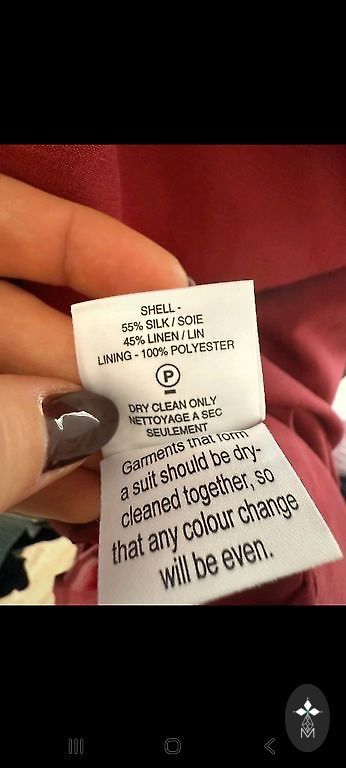 SHELL -
55% SILK / SOIE
45% LINEN / LIN
LINING - 100% POLYESTER
P
DRY CLEAN ONLY
NETTOYAGE A SEC
SEULEMENT
Garments that form
a suit should be dry-
cleaned together, so
that any colour change
will be even.
M